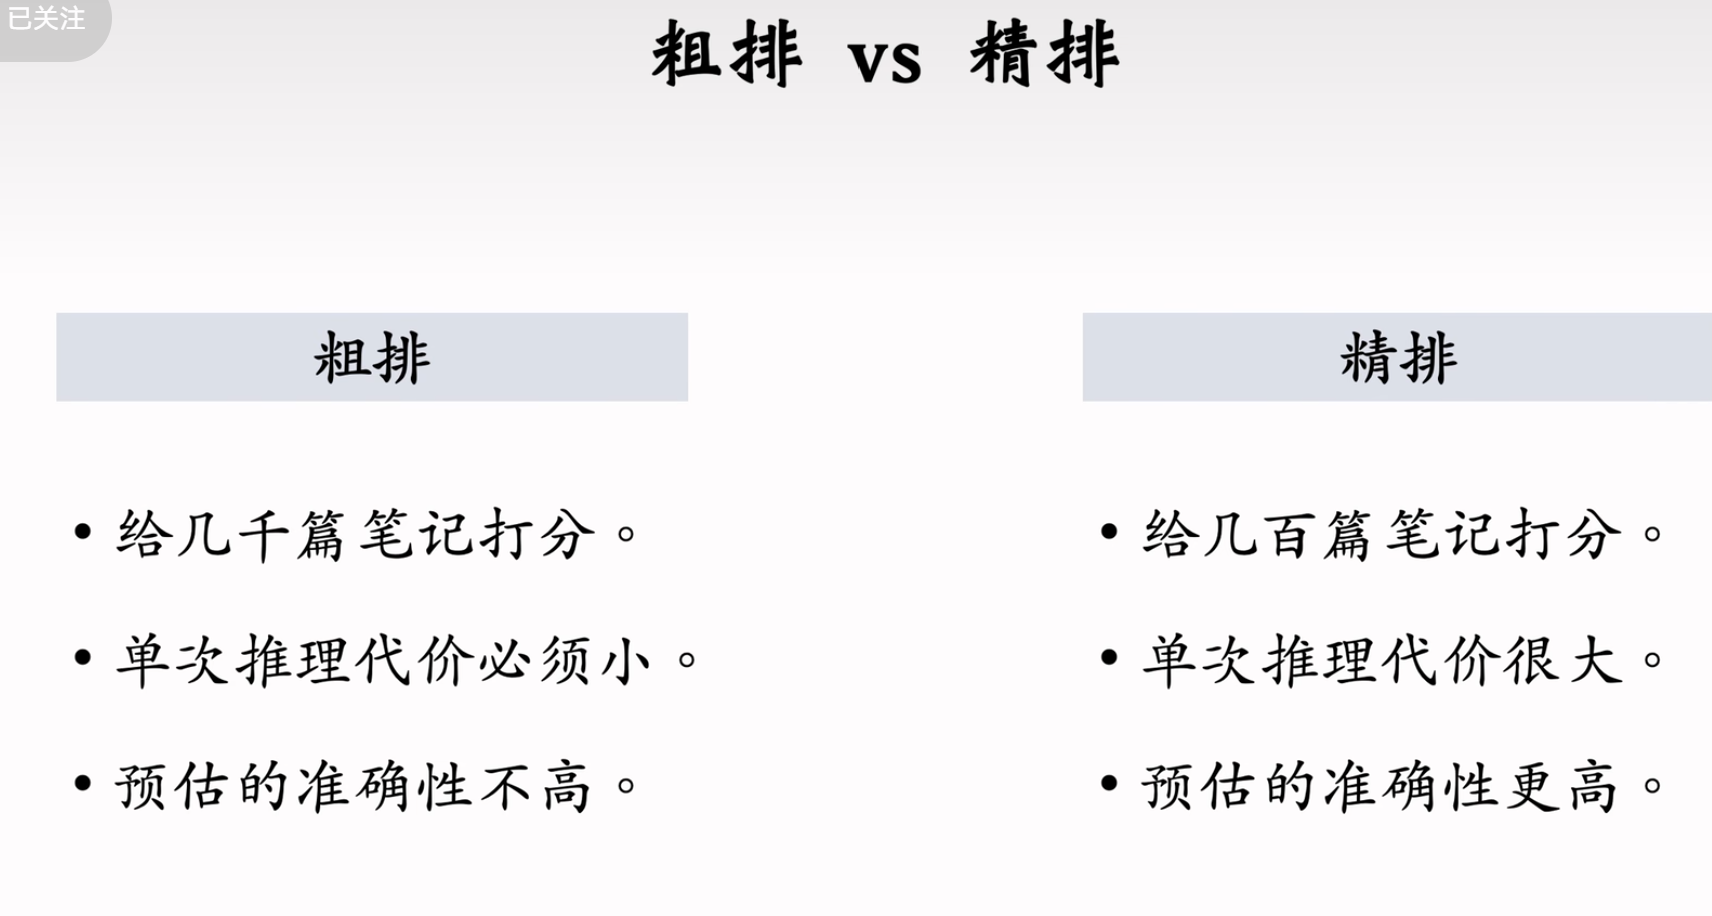 已关注
粗排 vs 精排
粗排
• 给几千篇笔记打分。
• 单次推理代价必须小。
• 预估的准确性不高。
精排
• 给几百篇笔记打分。
• 单次推理代价很大。
• 预估的准确性更高。